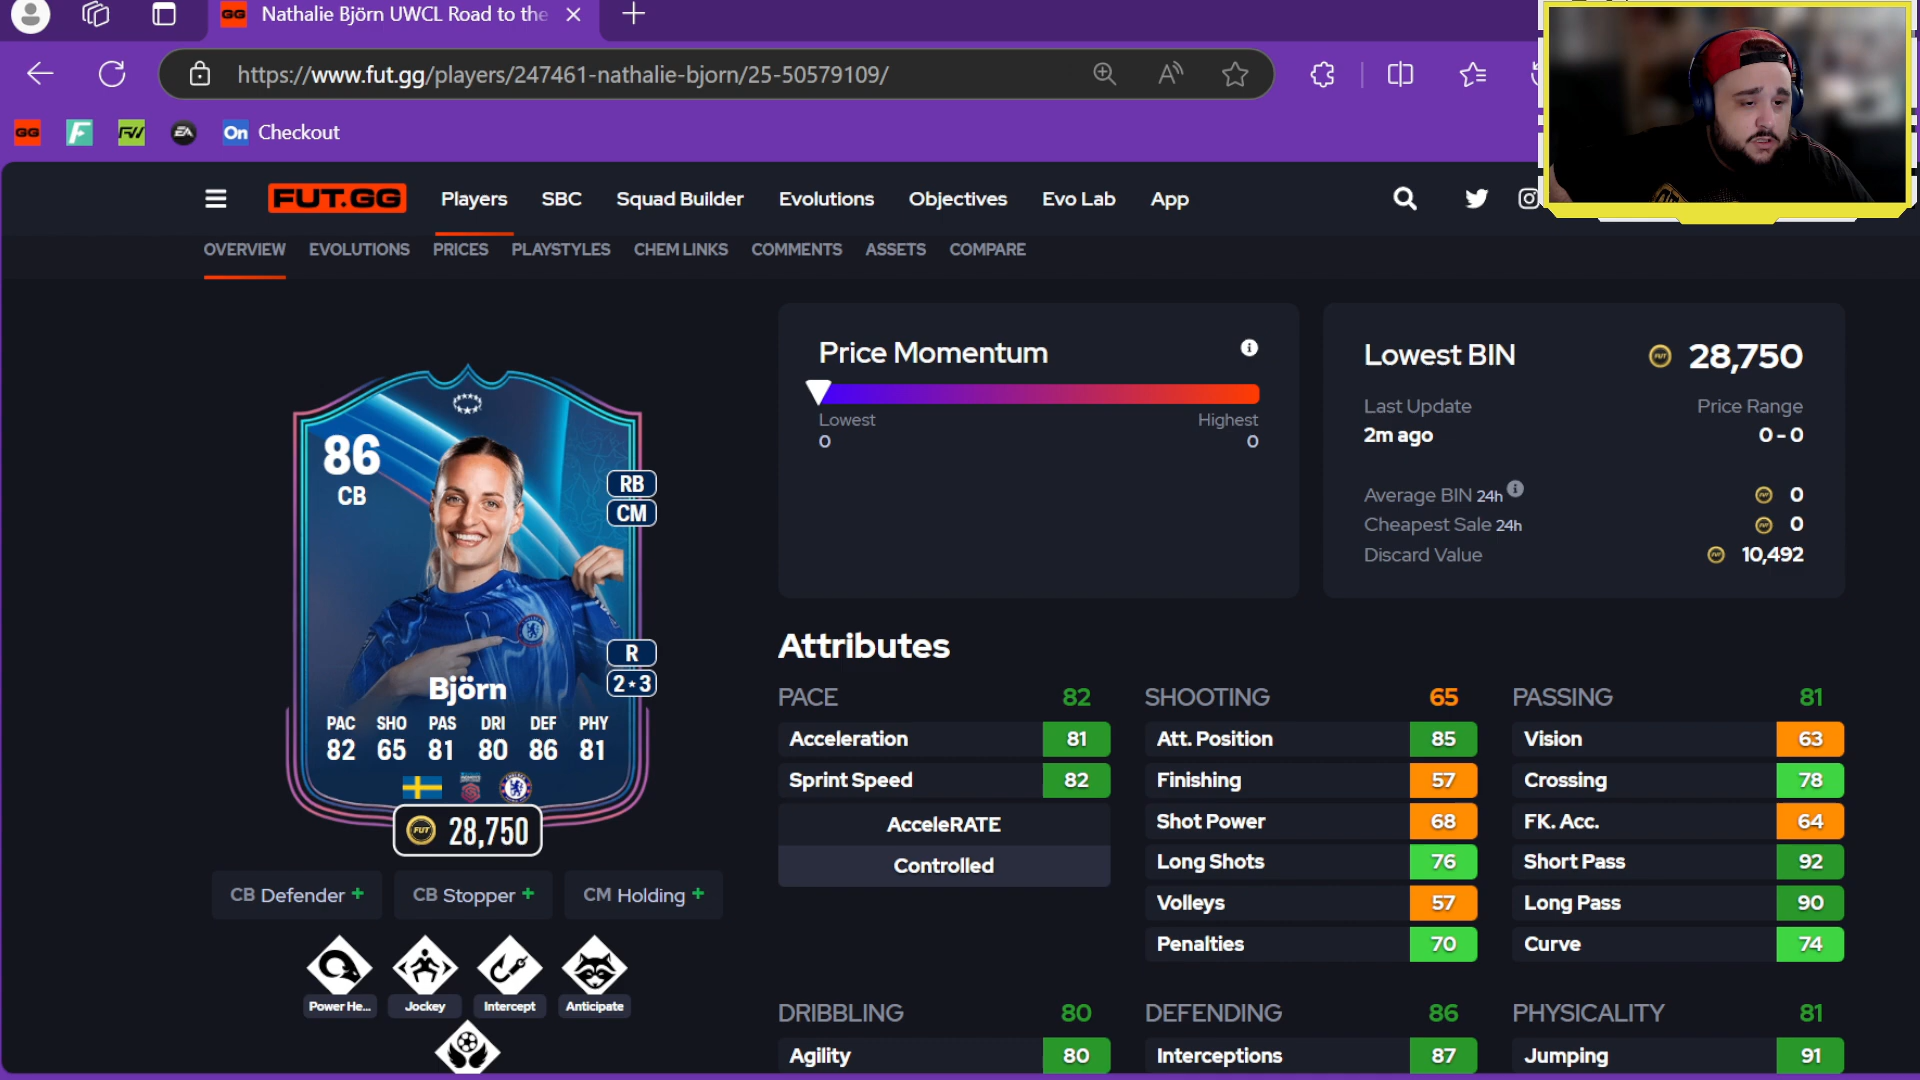 Nathalie Björn UWCL Road to the
https://www.fut.gg/players/247461-nathalie-bjorn/25-50579109/
GG
FW
EA
On Checkout
FUT.GG Players SBC Squad Builder Evolutions Objectives Evo Lab App
OVERVIEW EVOLUTIONS PRICES PLAYSTYLES CHEM LINKS COMMENTS ASSETS COMPARE
86
CB
RB
CM
R
2★3
Björn
PAC SHO PAS DRI DEF PHY
82 65 81 80 86 81
28,750
CB Defender + CB Stopper + CM Holding +
Power He... Jockey Intercept Anticipate
Price Momentum
Lowest Highest
0 0
Lowest BIN 28,750
Last Update Price Range
2m ago 0 - 0
Average BIN 24h 0
Cheapest Sale 24h 0
Discard Value 10,492
Attributes
PACE 82
Acceleration 81
Sprint Speed 82
AcceleRATE
Controlled
SHOOTING 65
Att. Position 85
Finishing 57
Shot Power 68
Long Shots 76
Volleys 57
Penalties 70
PASSING 81
Vision 63
Crossing 78
FK. Acc. 64
Short Pass 92
Long Pass 90
Curve 74
DRIBBLING 80
Agility 80
DEFENDING 86
Interceptions 87
PHYSICALITY 81
Jumping 91